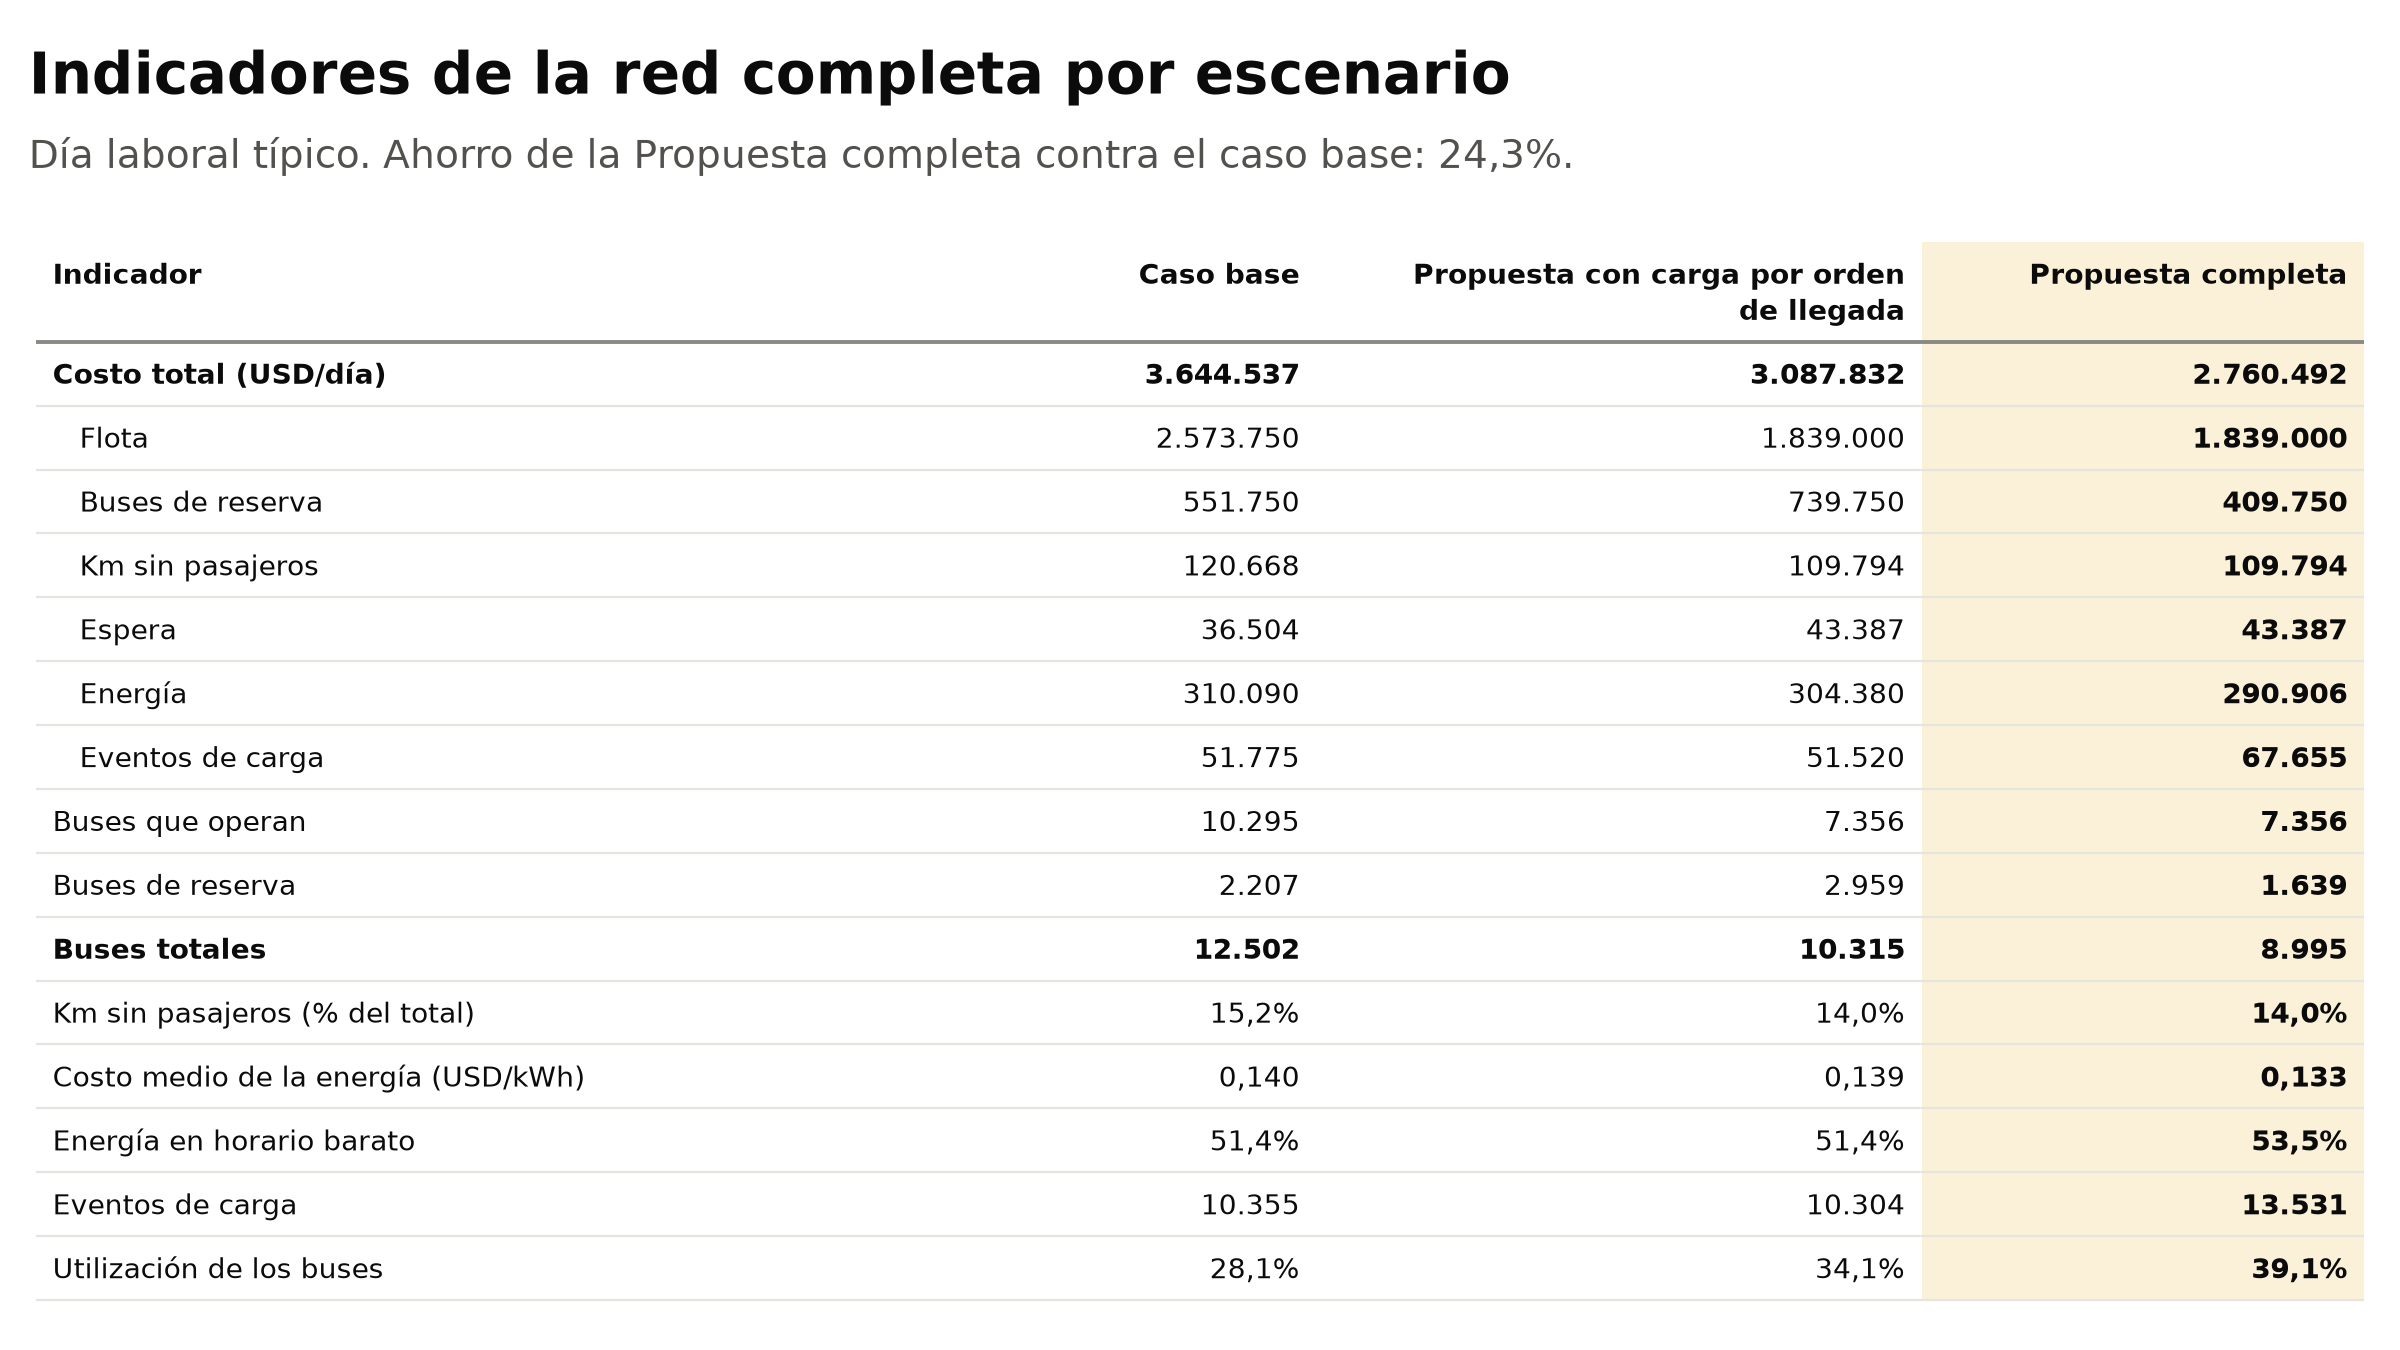 Indicadores de la red completa por escenario
Día laboral típico. Ahorro de la Propuesta completa contra el caso base: 24,3%.
Indicador Caso base Propuesta con carga por orden de llegada Propuesta completa
Costo total (USD/día) 3.644.537 3.087.832 2.760.492
Flota 2.573.750 1.839.000 1.839.000
Buses de reserva 551.750 739.750 409.750
Km sin pasajeros 120.668 109.794 109.794
Espera 36.504 43.387 43.387
Energía 310.090 304.380 290.906
Eventos de carga 51.775 51.520 67.655
Buses que operan 10.295 7.356 7.356
Buses de reserva 2.207 2.959 1.639
Buses totales 12.502 10.315 8.995
Km sin pasajeros (% del total) 15,2% 14,0% 14,0%
Costo medio de la energía (USD/kWh) 0,140 0,139 0,133
Energía en horario barato 51,4% 51,4% 53,5%
Eventos de carga 10.355 10.304 13.531
Utilización de los buses 28,1% 34,1% 39,1%